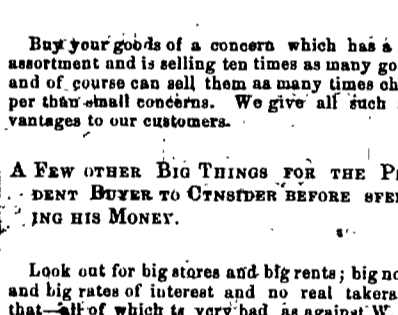 Buy your goods of a concern which has a
assortment and is selling ten times as many go
and of course can sell them as many times ch
per than small concerns. We give all such
vantages to our customers.
A FEW OTHER BIG THINGS FOR THE P
DENT BUYER TO CTNSIDER BEFORE SPE
ING HIS MONEY.
Look out for big stores and big rents; big no
and big rates of interest and no real takers
that—all of which is very bad as against W